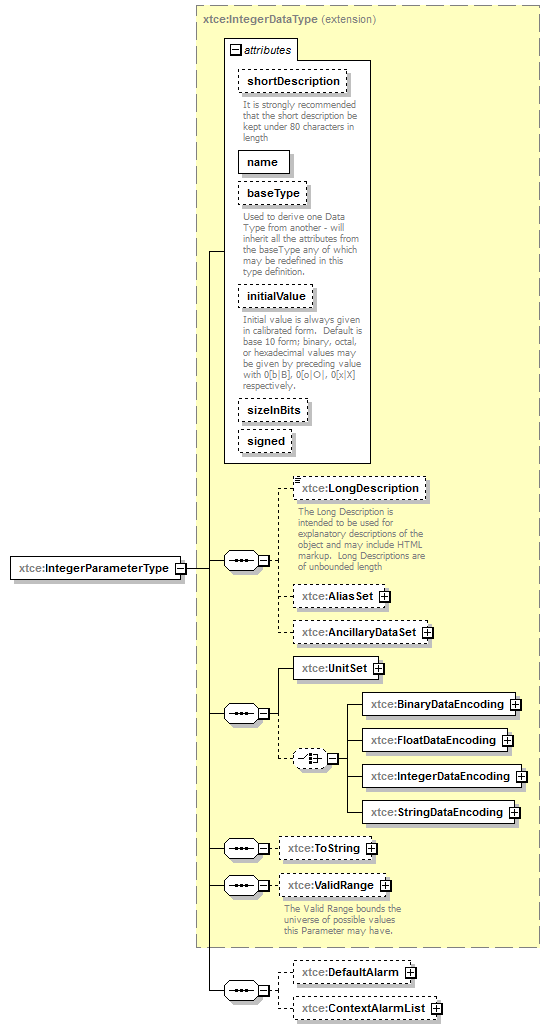 xtce:IntegerDataType (extension)
attributes
shortDescription
It is strongly recommended
that the short description be
kept under 80 characters in
length
name
baseType
Used to derive one Data
Type from another - will
inherit all the attributes from
the baseType any of which
may be redefined in this
type definition.
initialValue
Initial value is always given
in calibrated form.  Default is
base 10 form; binary, octal,
or hexadecimal values may
be given by preceding value
with 0[b|B], 0[o|O|, 0[x|X]
respectively.
sizeInBits
signed
xtce:LongDescription
The Long Description is
intended to be used for
explanatory descriptions of the
object and may include HTML
markup.  Long Descriptions are
of unbounded length
xtce:IntegerParameterType
xtce:AliasSet
xtce:AncillaryDataSet
xtce:UnitSet
xtce:BinaryDataEncoding
xtce:FloatDataEncoding
xtce:IntegerDataEncoding
xtce:StringDataEncoding
xtce:ToString
xtce:ValidRange
The Valid Range bounds the
universe of possible values
this Parameter may have.
xtce:DefaultAlarm
xtce:ContextAlarmList